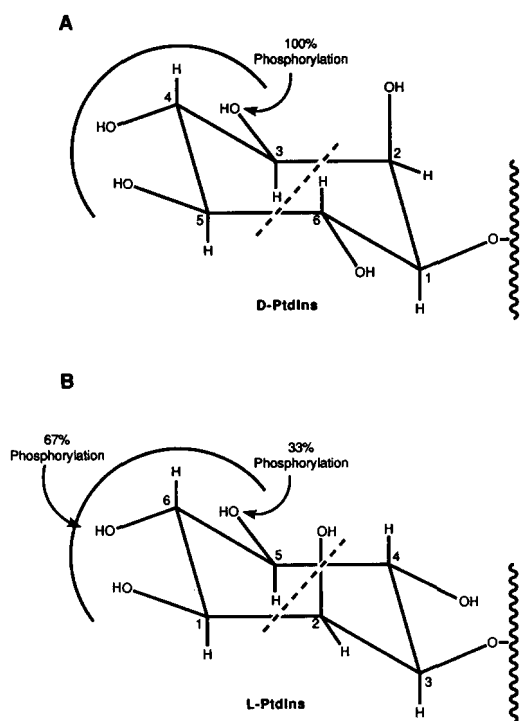 A
100%
Phosphorylation
H
4
HO
OH
HO
3
2
H
H
HO
H
5
6
O
H
OH
1
H
D-PtdIns
B
67%
Phosphorylation
33%
Phosphorylation
H
6
HO
OH
H
HO
5
4
H
HO
OH
1
2
H
H
O
3
H
L-PtdIns